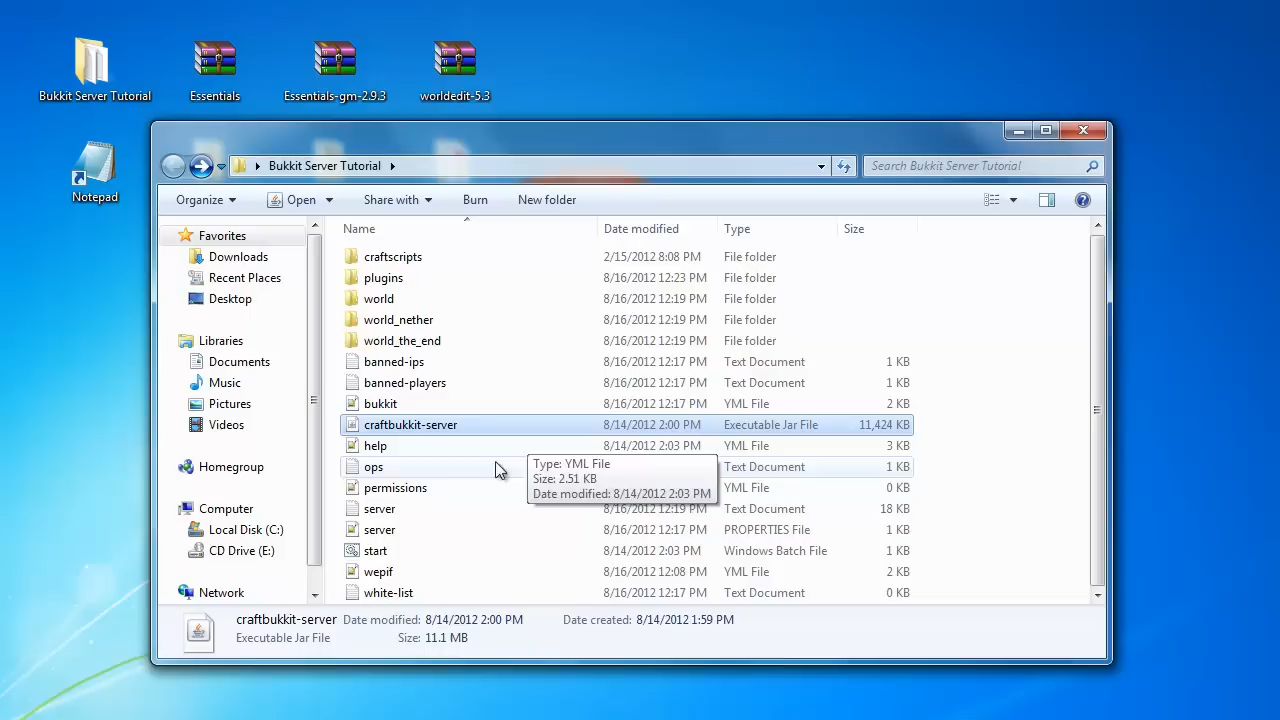 Bukkit Server Tutorial
Essentials
Essentials-gm-2.9.3
worldedit-5.3
Notepad
Bukkit Server Tutorial
Search Bukkit Server Tutorial
Organize
Open
Share with
Burn
New folder
Name
Date modified
Type
Size
Favorites
Downloads
Recent Places
Desktop
Libraries
Documents
Music
Pictures
Videos
Homegroup
Computer
Local Disk (C:)
CD Drive (E:)
Network
craftscripts 2/15/2012 8:08 PM File folder
plugins 8/16/2012 12:23 PM File folder
world 8/16/2012 12:19 PM File folder
world_nether 8/16/2012 12:19 PM File folder
world_the_end 8/16/2012 12:19 PM File folder
banned-ips 8/16/2012 12:17 PM Text Document 1 KB
banned-players 8/16/2012 12:17 PM Text Document 1 KB
bukkit 8/16/2012 12:17 PM YML File 2 KB
craftbukkit-server 8/14/2012 2:00 PM Executable Jar File 11,424 KB
help 8/14/2012 2:03 PM YML File 3 KB
ops Text Document 1 KB
permissions YML File 0 KB
server 8/16/2012 12:19 PM Text Document 18 KB
server 8/16/2012 12:17 PM PROPERTIES File 1 KB
start 8/14/2012 2:03 PM Windows Batch File 1 KB
wepif 8/16/2012 12:08 PM YML File 2 KB
white-list 8/16/2012 12:17 PM Text Document 0 KB
Type: YML File
Size: 2.51 KB
Date modified: 8/14/2012 2:03 PM
craftbukkit-server Date modified: 8/14/2012 2:00 PM Date created: 8/14/2012 1:59 PM
Executable Jar File Size: 11.1 MB